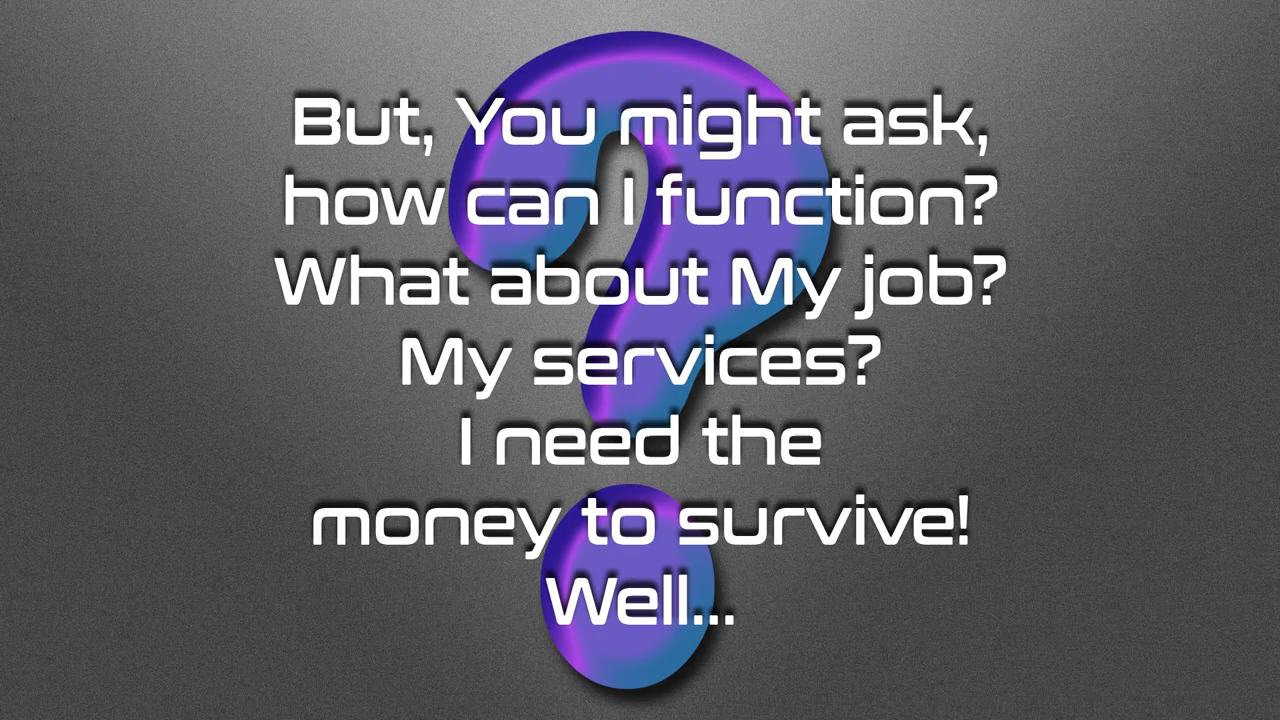 But, You might ask,
how can I function?
What about My job?
My services?
I need the
money to survive!
Well...